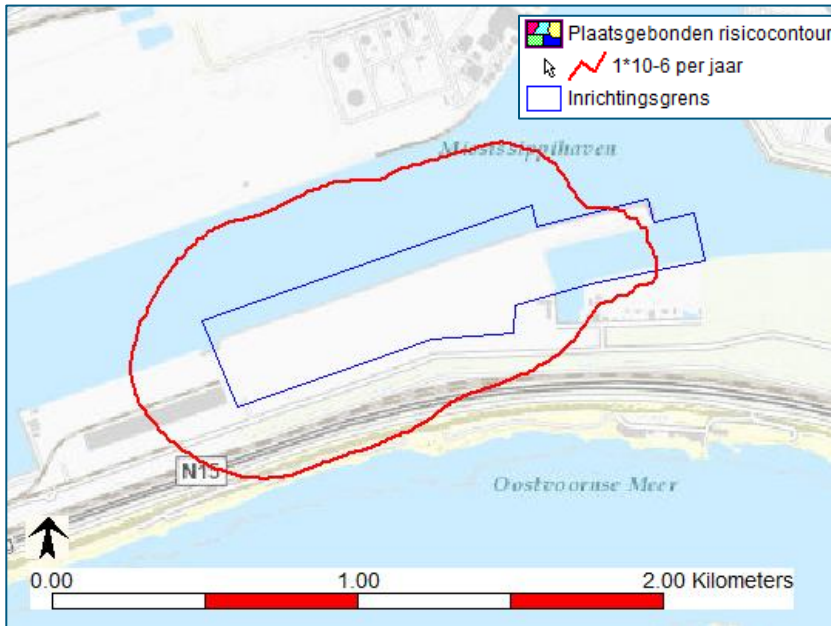 Plaatsgebonden risicocontour
1*10-6 per jaar
Inrichtingsgrens
Mississippihaven
N15
Oostvoornse Meer
0.00 1.00 2.00 Kilometers